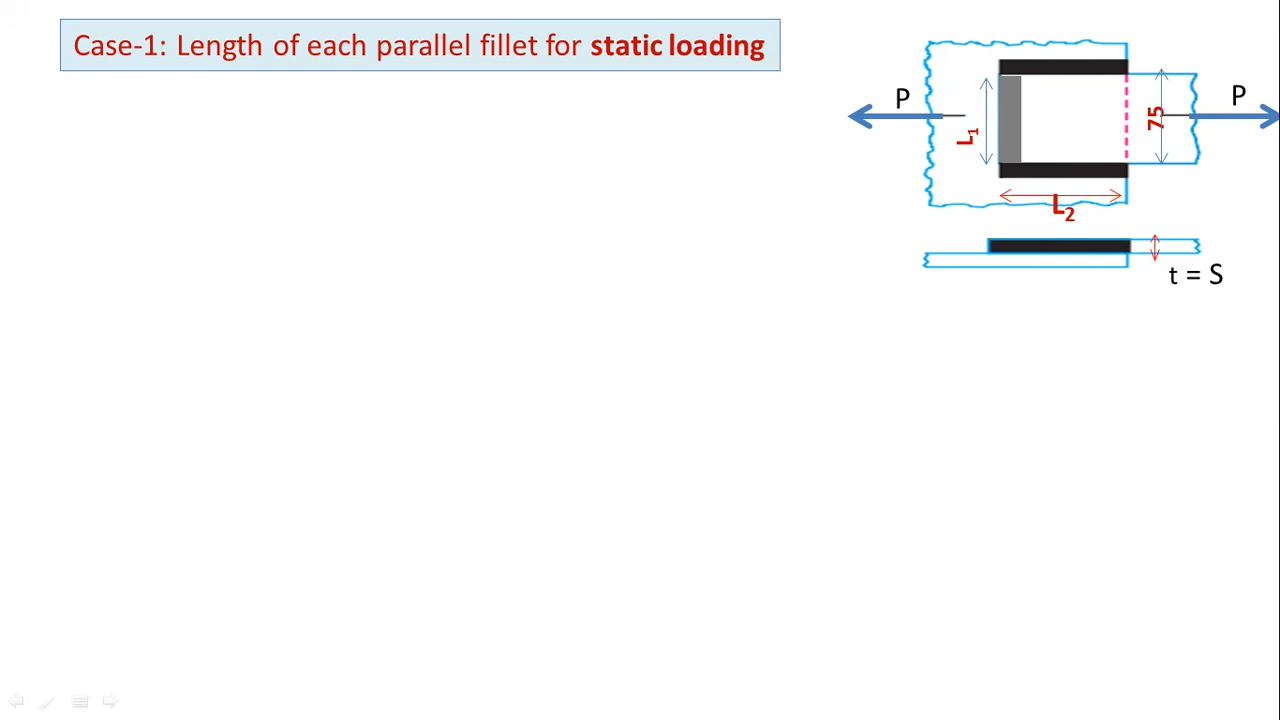 Case-1: Length of each parallel fillet for static loading
P
P
75
L₁
L₂
t = S